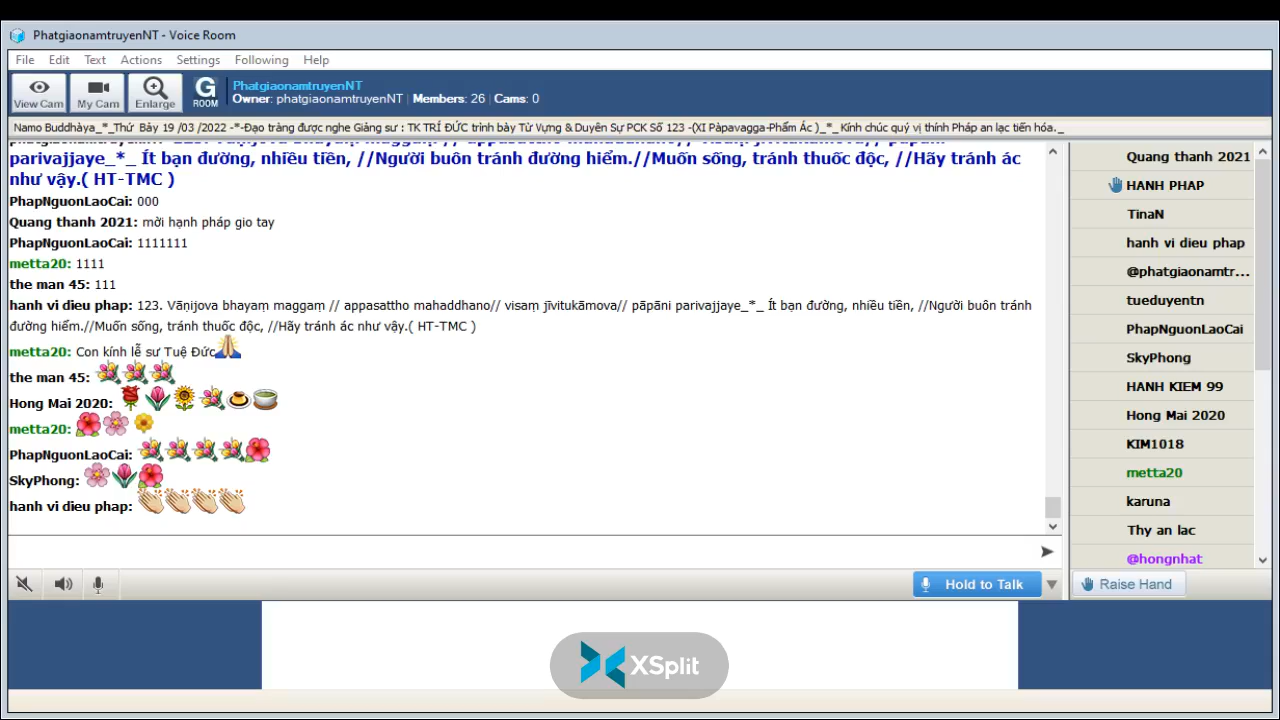 PhatgiaonamtruyenNT - Voice Room
File Edit Text Actions Settings Following Help
View Cam My Cam Enlarge G ROOM
PhatgiaonamtruyenNT
Owner: phatgiaonamtruyenNT | Members: 26 | Cams: 0
Namo Buddhàya_*_Thứ Bảy 19 /03 /2022 -*-Đạo tràng được nghe Giảng sư : TK TRÍ ĐỨC trình bày Từ Vựng & Duyên Sự PCK Số 123 -(XI Pàpavagga-Phẩm Ác )_*_ Kính chúc quý vị thính Pháp an lạc tiến hóa._
parivajjaye_*_ Ít bạn đường, nhiều tiền, //Người buôn tránh đường hiểm.//Muốn sống, tránh thuốc độc, //Hãy tránh ác
như vậy.( HT-TMC )
PhapNguonLaoCai: 000
Quang thanh 2021: mời hạnh pháp gio tay
PhapNguonLaoCai: 1111111
metta20: 1111
the man 45: 111
hanh vi dieu phap: 123. Vāṇijova bhayaṃ maggaṃ // appasattho mahaddhano// visaṃ jīvitukāmova// pāpāni parivajjaye_*_ Ít bạn đường, nhiều tiền, //Người buôn tránh
đường hiểm.//Muốn sống, tránh thuốc độc, //Hãy tránh ác như vậy.( HT-TMC )
metta20: Con kính lễ sư Tuệ Đức
the man 45:
Hong Mai 2020:
metta20:
PhapNguonLaoCai:
SkyPhong:
hanh vi dieu phap:
Quang thanh 2021
HANH PHAP
TinaN
hanh vi dieu phap
@phatgiaonamtr...
tueduyentn
PhapNguonLaoCai
SkyPhong
HANH KIEM 99
Hong Mai 2020
KIM1018
metta20
karuna
Thy an lac
@hongnhat
Hold to Talk
Raise Hand
XSplit